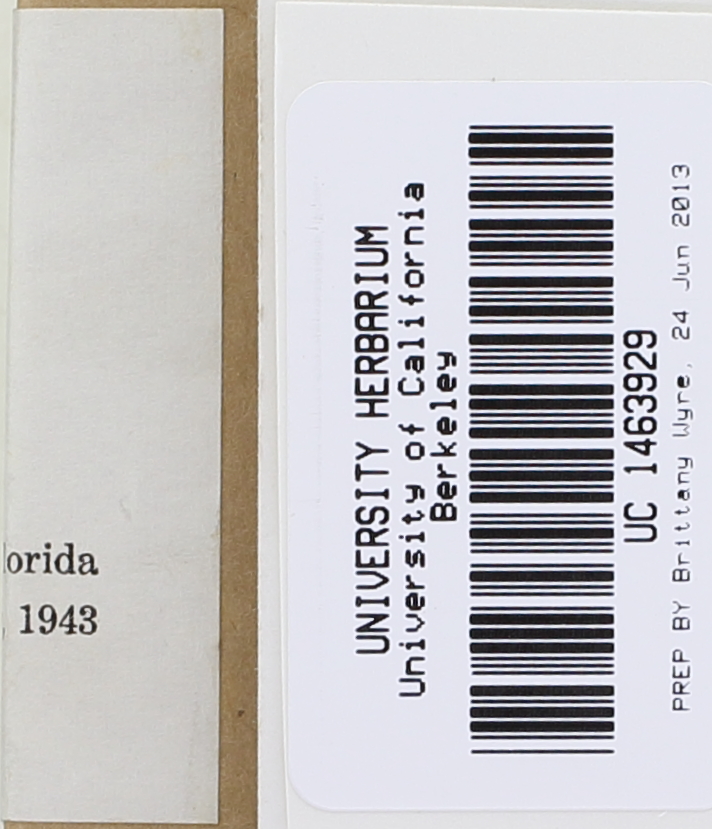 orida
, 1943
UNIVERSITY HERBARIUM
University of California
Berkeley
UC 1463929
PREP BY Brittany Wyre, 24 Jun 2013